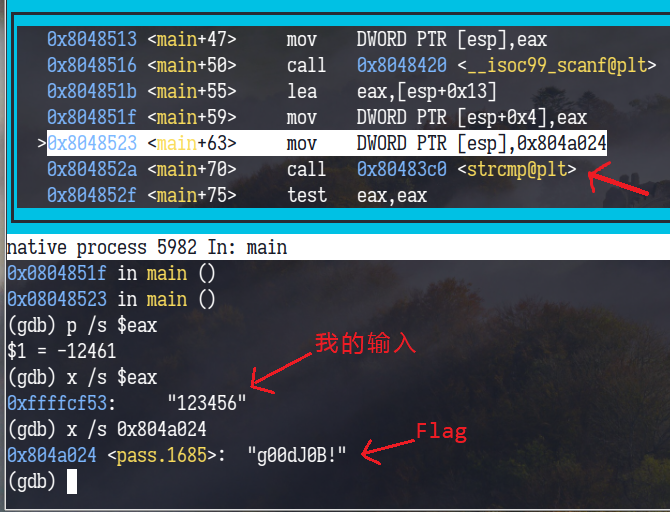 0x8048513 <main+47> mov DWORD PTR [esp],eax
0x8048516 <main+50> call 0x8048420 <__isoc99_scanf@plt>
0x804851b <main+55> lea eax,[esp+0x13]
0x804851f <main+59> mov DWORD PTR [esp+0x4],eax
>0x8048523 <main+63> mov DWORD PTR [esp],0x804a024
0x804852a <main+70> call 0x80483c0 <strcmp@plt>
0x804852f <main+75> test eax,eax
native process 5982 In: main
0x0804851f in main ()
0x08048523 in main ()
(gdb) p /s $eax
$1 = -12461
(gdb) x /s $eax
我的输入
0xffffcf53: "123456"
(gdb) x /s 0x804a024
Flag
0x804a024 <pass.1685>: "g00dJ0B!"
(gdb)